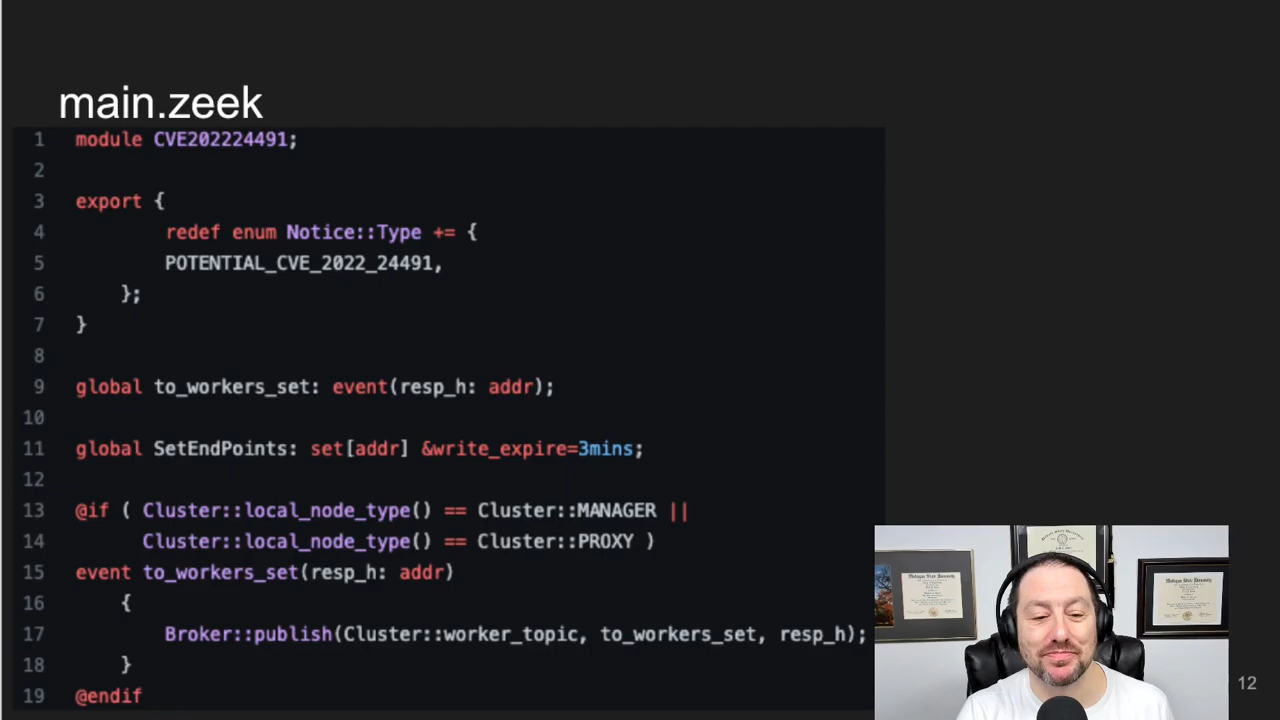 main.zeek
1 module CVE202224491;
2
3 export {
4 redef enum Notice::Type += {
5 POTENTIAL_CVE_2022_24491,
6 };
7 }
8
9 global to_workers_set: event(resp_h: addr);
10
11 global SetEndPoints: set[addr] &write_expire=3mins;
12
13 @if ( Cluster::local_node_type() == Cluster::MANAGER ||
14 Cluster::local_node_type() == Cluster::PROXY )
15 event to_workers_set(resp_h: addr)
16 {
17 Broker::publish(Cluster::worker_topic, to_workers_set, resp_h);
18 }
19 @endif
12